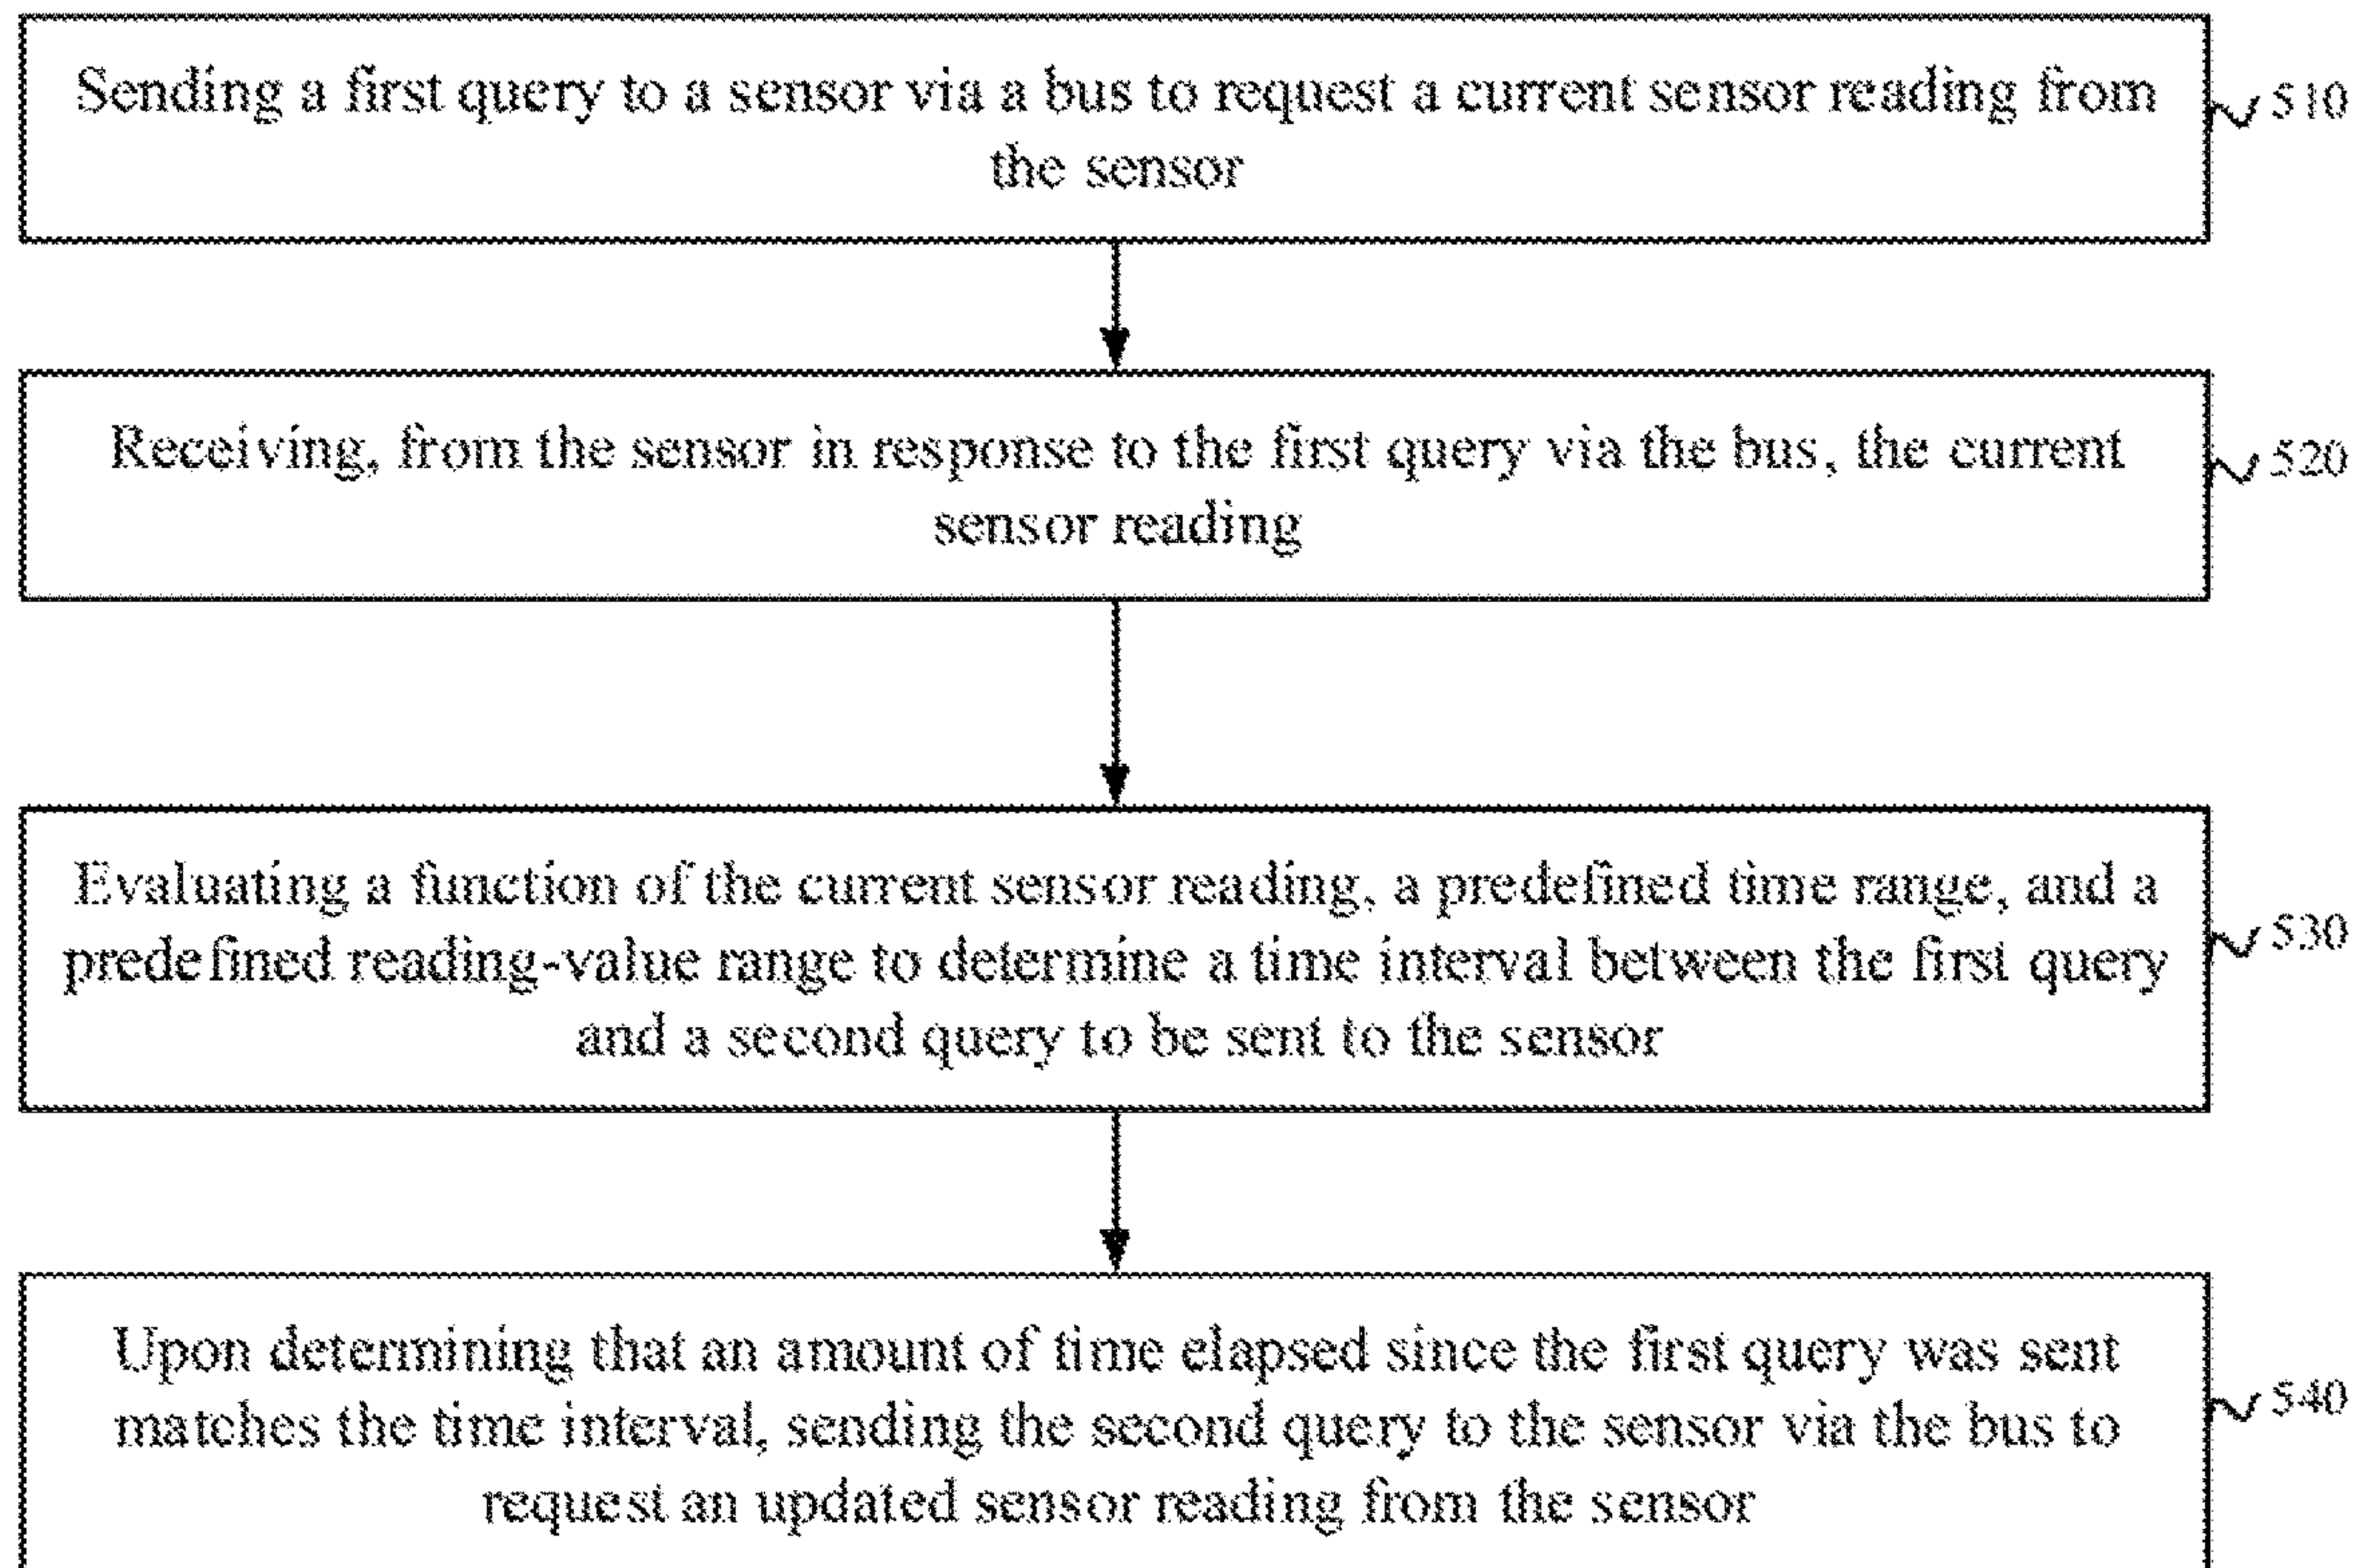 Sending a first query to a sensor via a bus to request a current sensor reading from
the sensor
510
Receiving, from the sensor in response to the first query via the bus, the current
sensor reading
520
Evaluating a function of the current sensor reading, a predefined time range, and a
predefined reading-value range to determine a time interval between the first query
and a second query to be sent to the sensor
530
Upon determining that an amount of time elapsed since the first query was sent
matches the time interval, sending the second query to the sensor via the bus to
request an updated sensor reading from the sensor
540